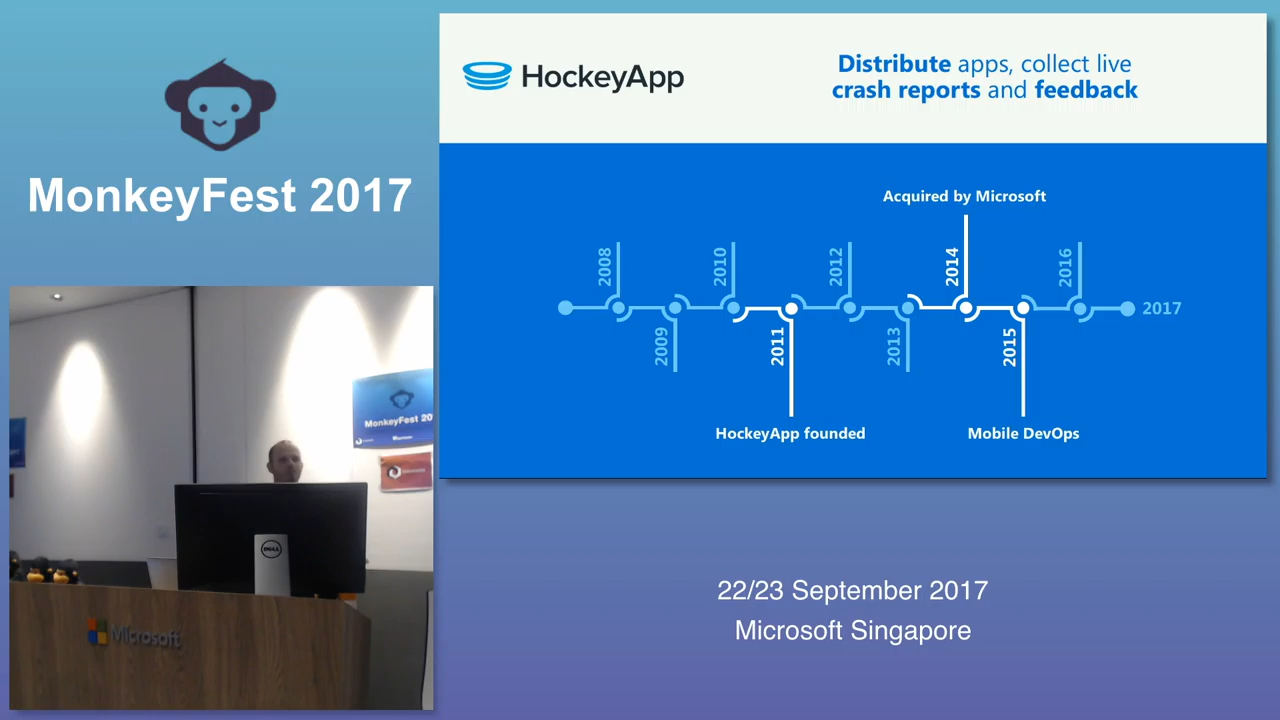 MonkeyFest 2017
HockeyApp
Distribute apps, collect live
crash reports and feedback
Acquired by Microsoft
2008
2009
2010
2011
2012
2013
2014
2015
2016
2017
HockeyApp founded
Mobile DevOps
MonkeyFest 20
DELL
Microsoft
22/23 September 2017
Microsoft Singapore